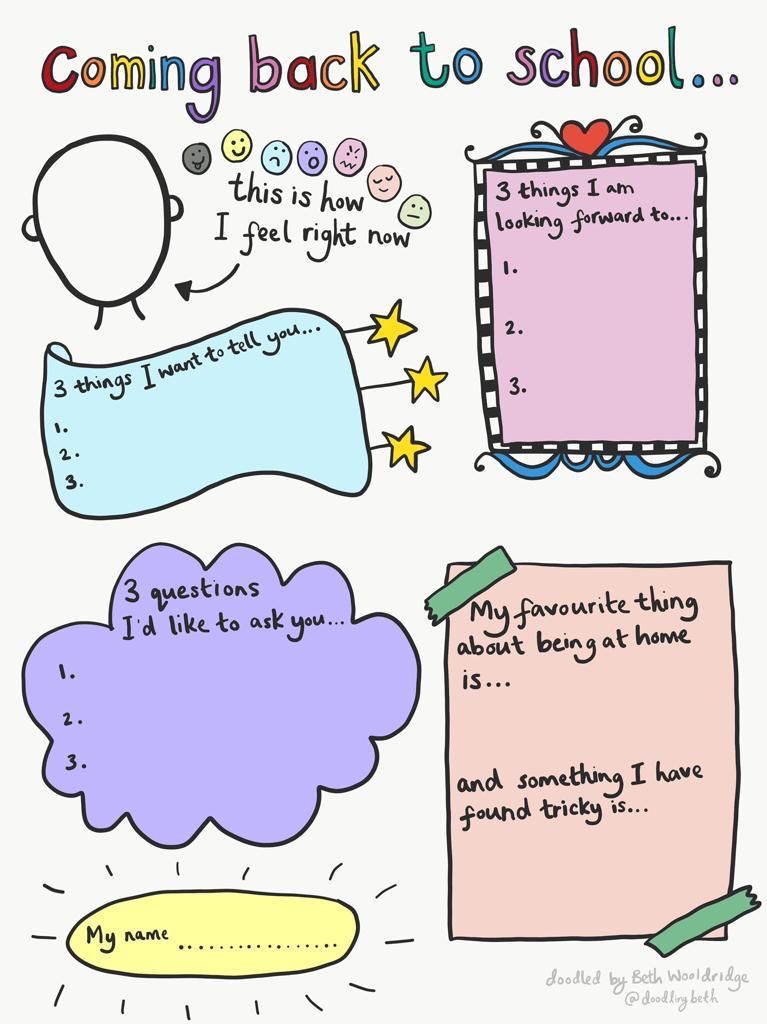 Coming back to school...
this is how
I feel right now
3 things I am
looking forward to...
1.
2.
3.
3 things I want to tell you...
1.
2.
3.
3 questions
I'd like to ask you...
1.
2.
3.
My favourite thing
about being at home
is...
and something I have
found tricky is...
My name ..................
doodled by Beth Wooldridge
@doodlingbeth